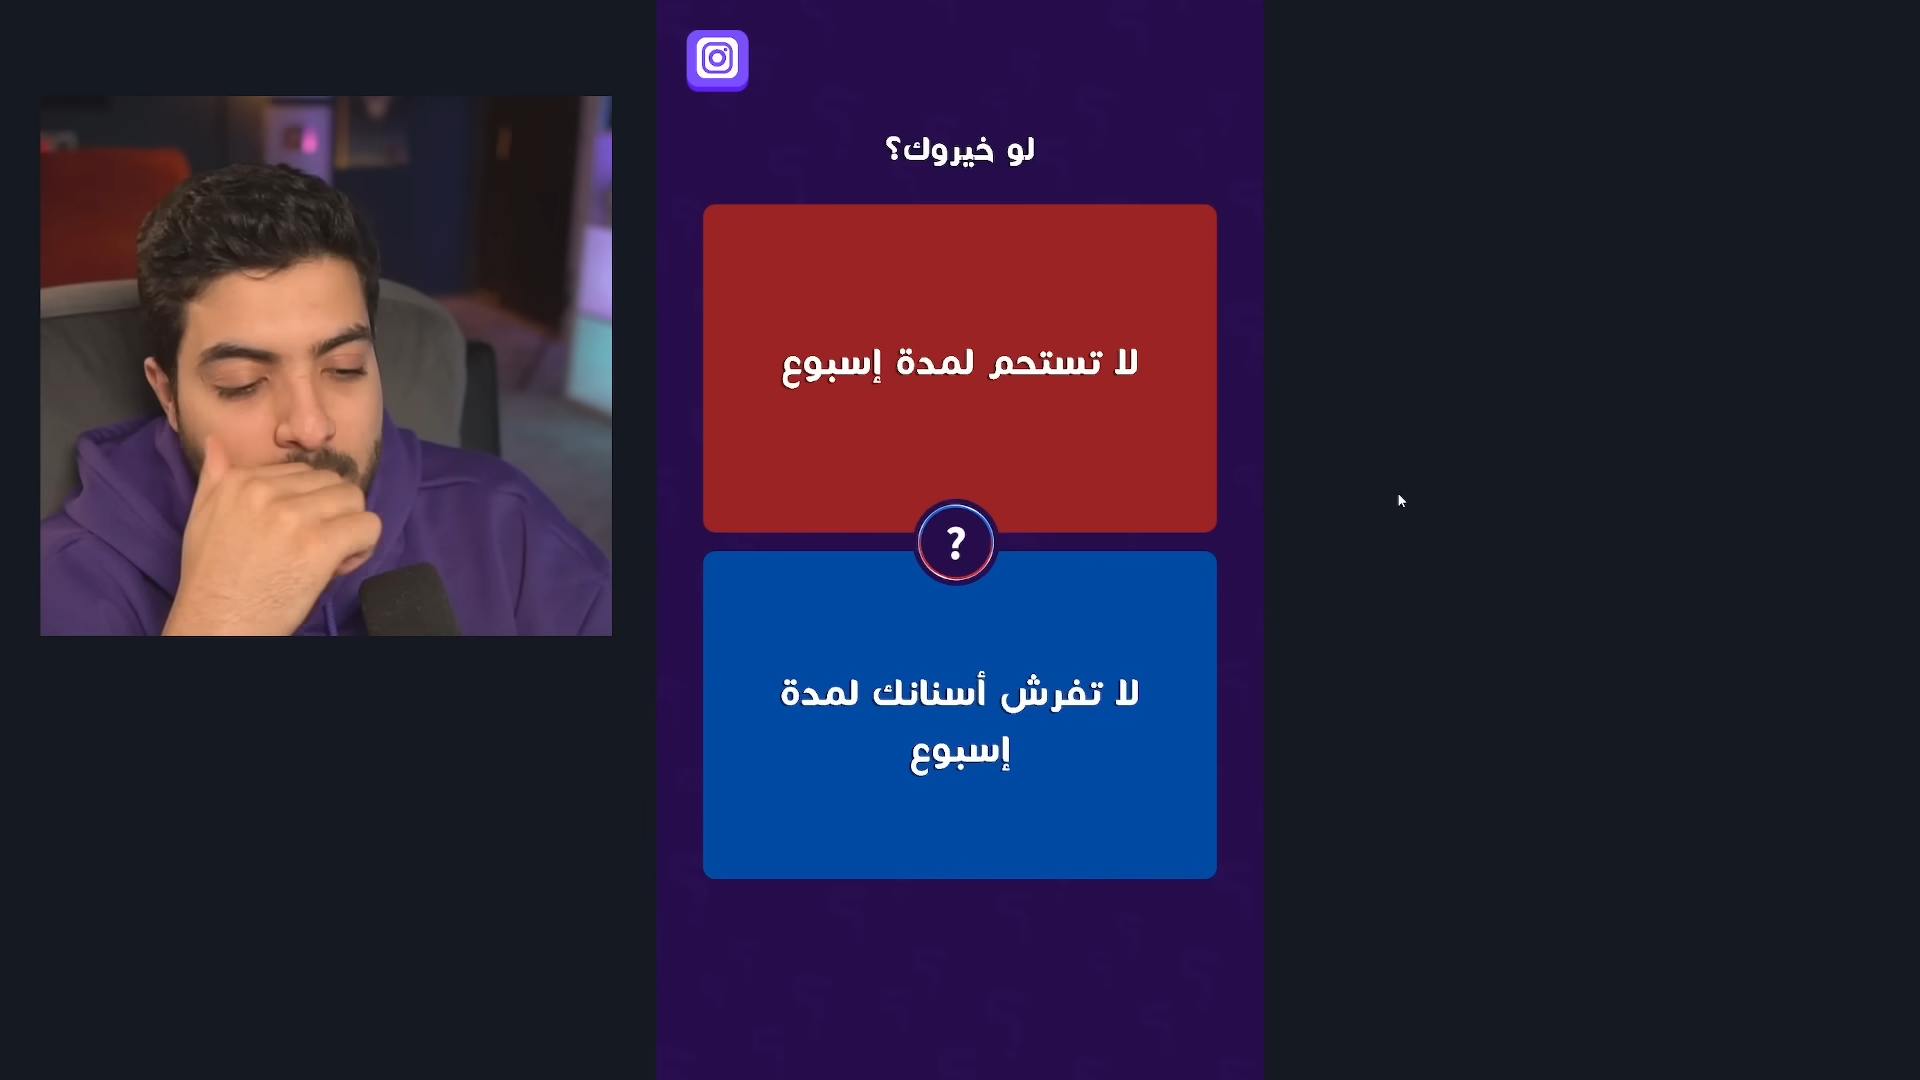 لو خيروك؟
لا تستحم لمدة إسبوع
?
لا تفرش أسنانك لمدة
إسبوع